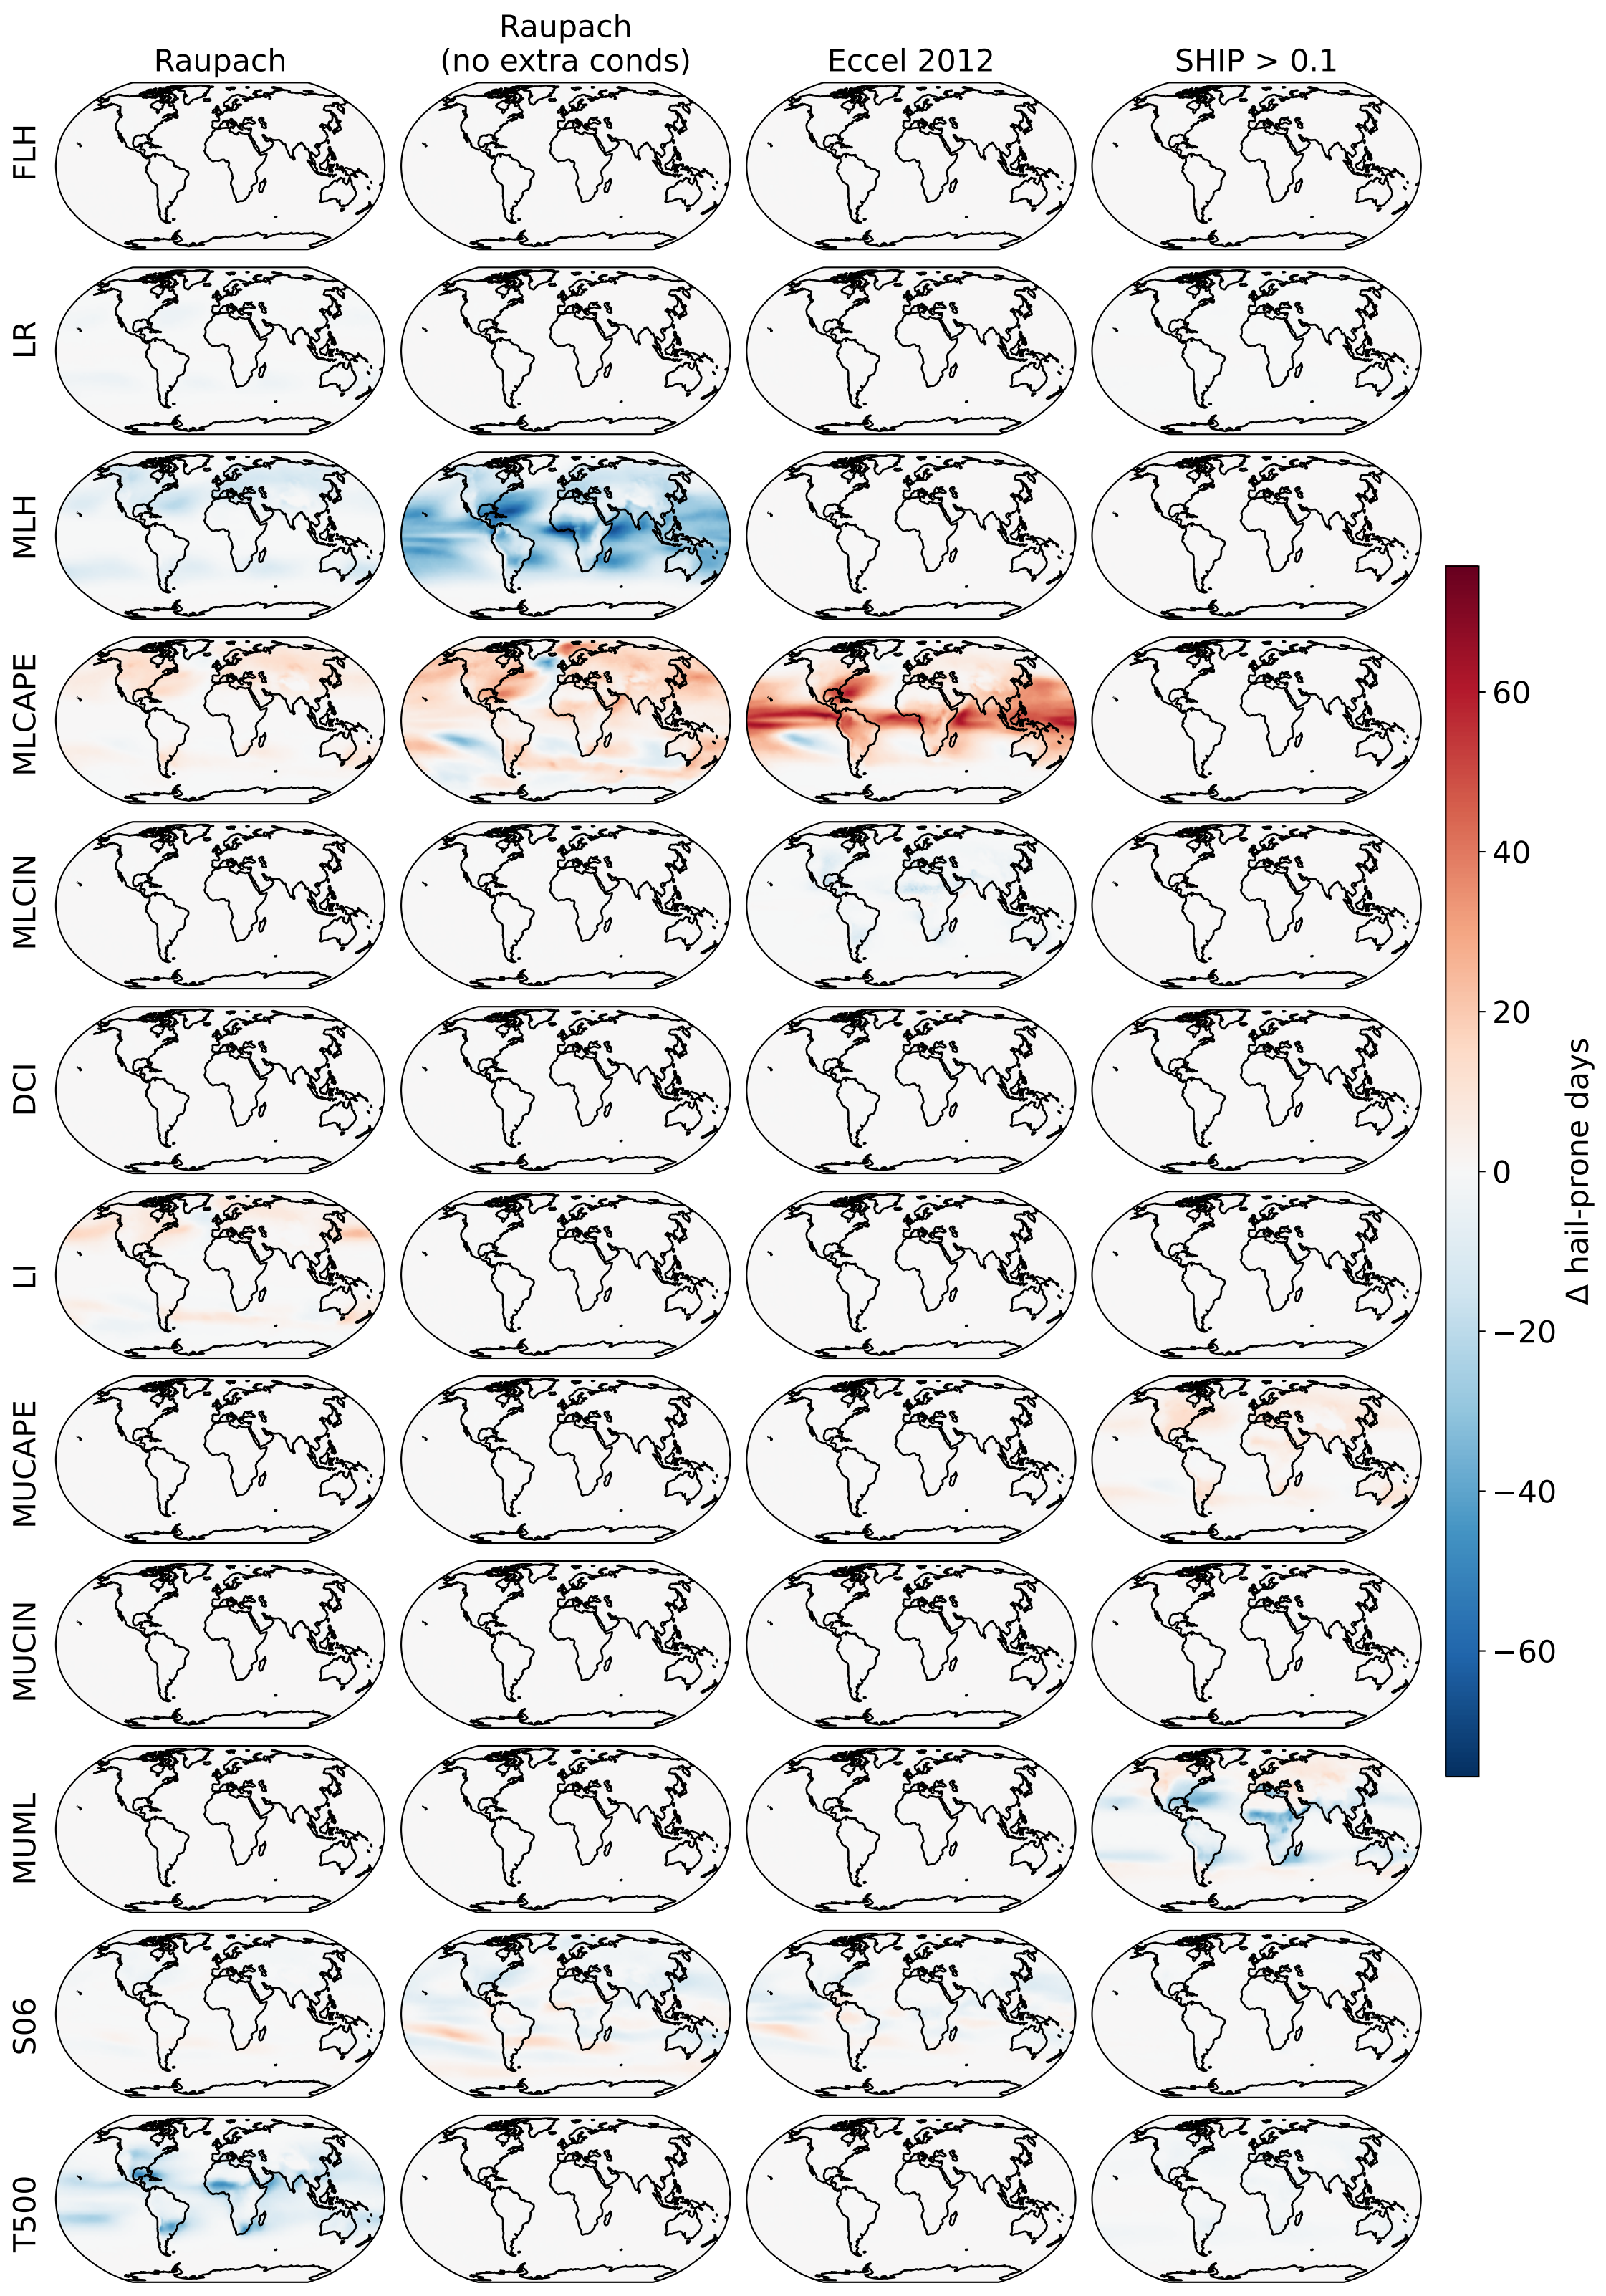 Raupach
Raupach
(no extra conds)
Eccel 2012
SHIP > 0.1
FLH
LR
MLH
MLCAPE
MLCIN
DCI
LI
MUCAPE
MUCIN
MUML
S06
T500
60
40
20
0
−20
−40
−60
Δ hail-prone days